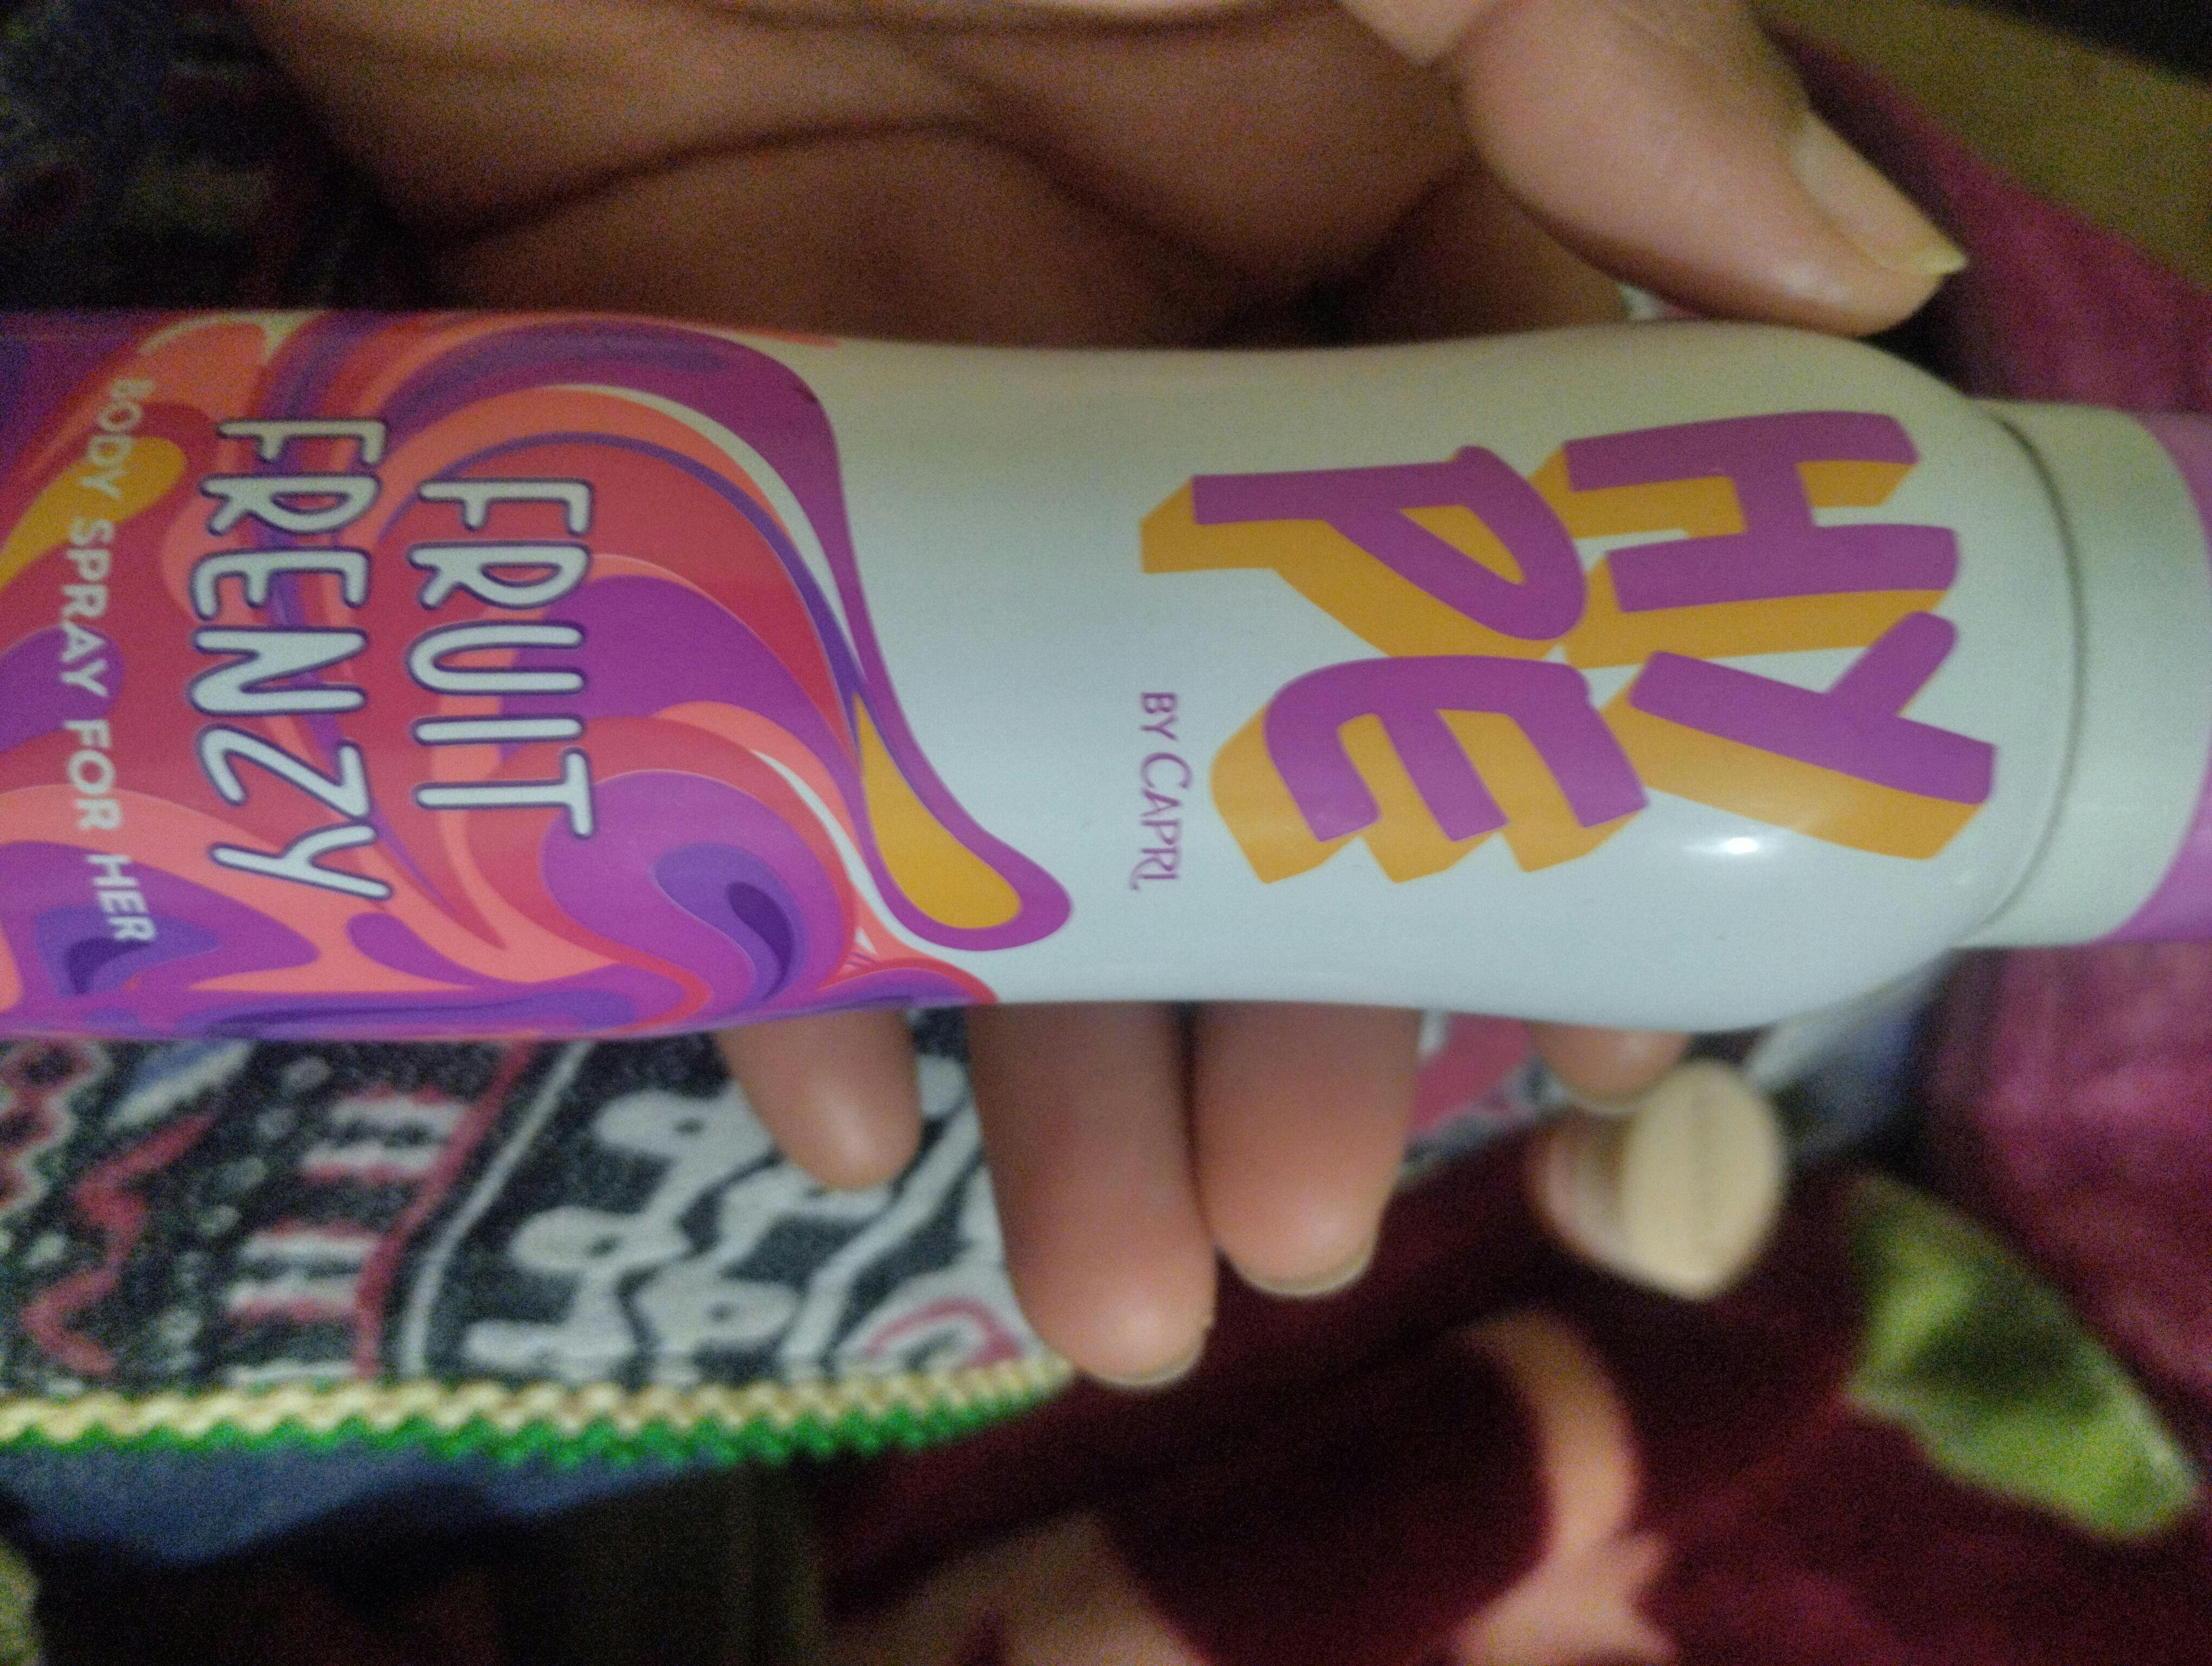 HY
PE
BY CAPRI
FRUIT
FRENZY
BODY SPRAY FOR HER